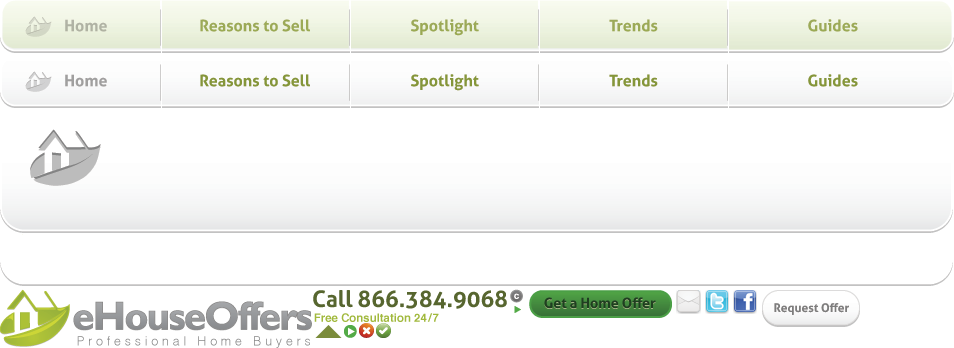 Home Reasons to Sell Spotlight Trends Guides
Home Reasons to Sell Spotlight Trends Guides
eHouseOffers
Professional Home Buyers
Call 866.384.9068
Free Consultation 24/7
Get a Home Offer
Request Offer